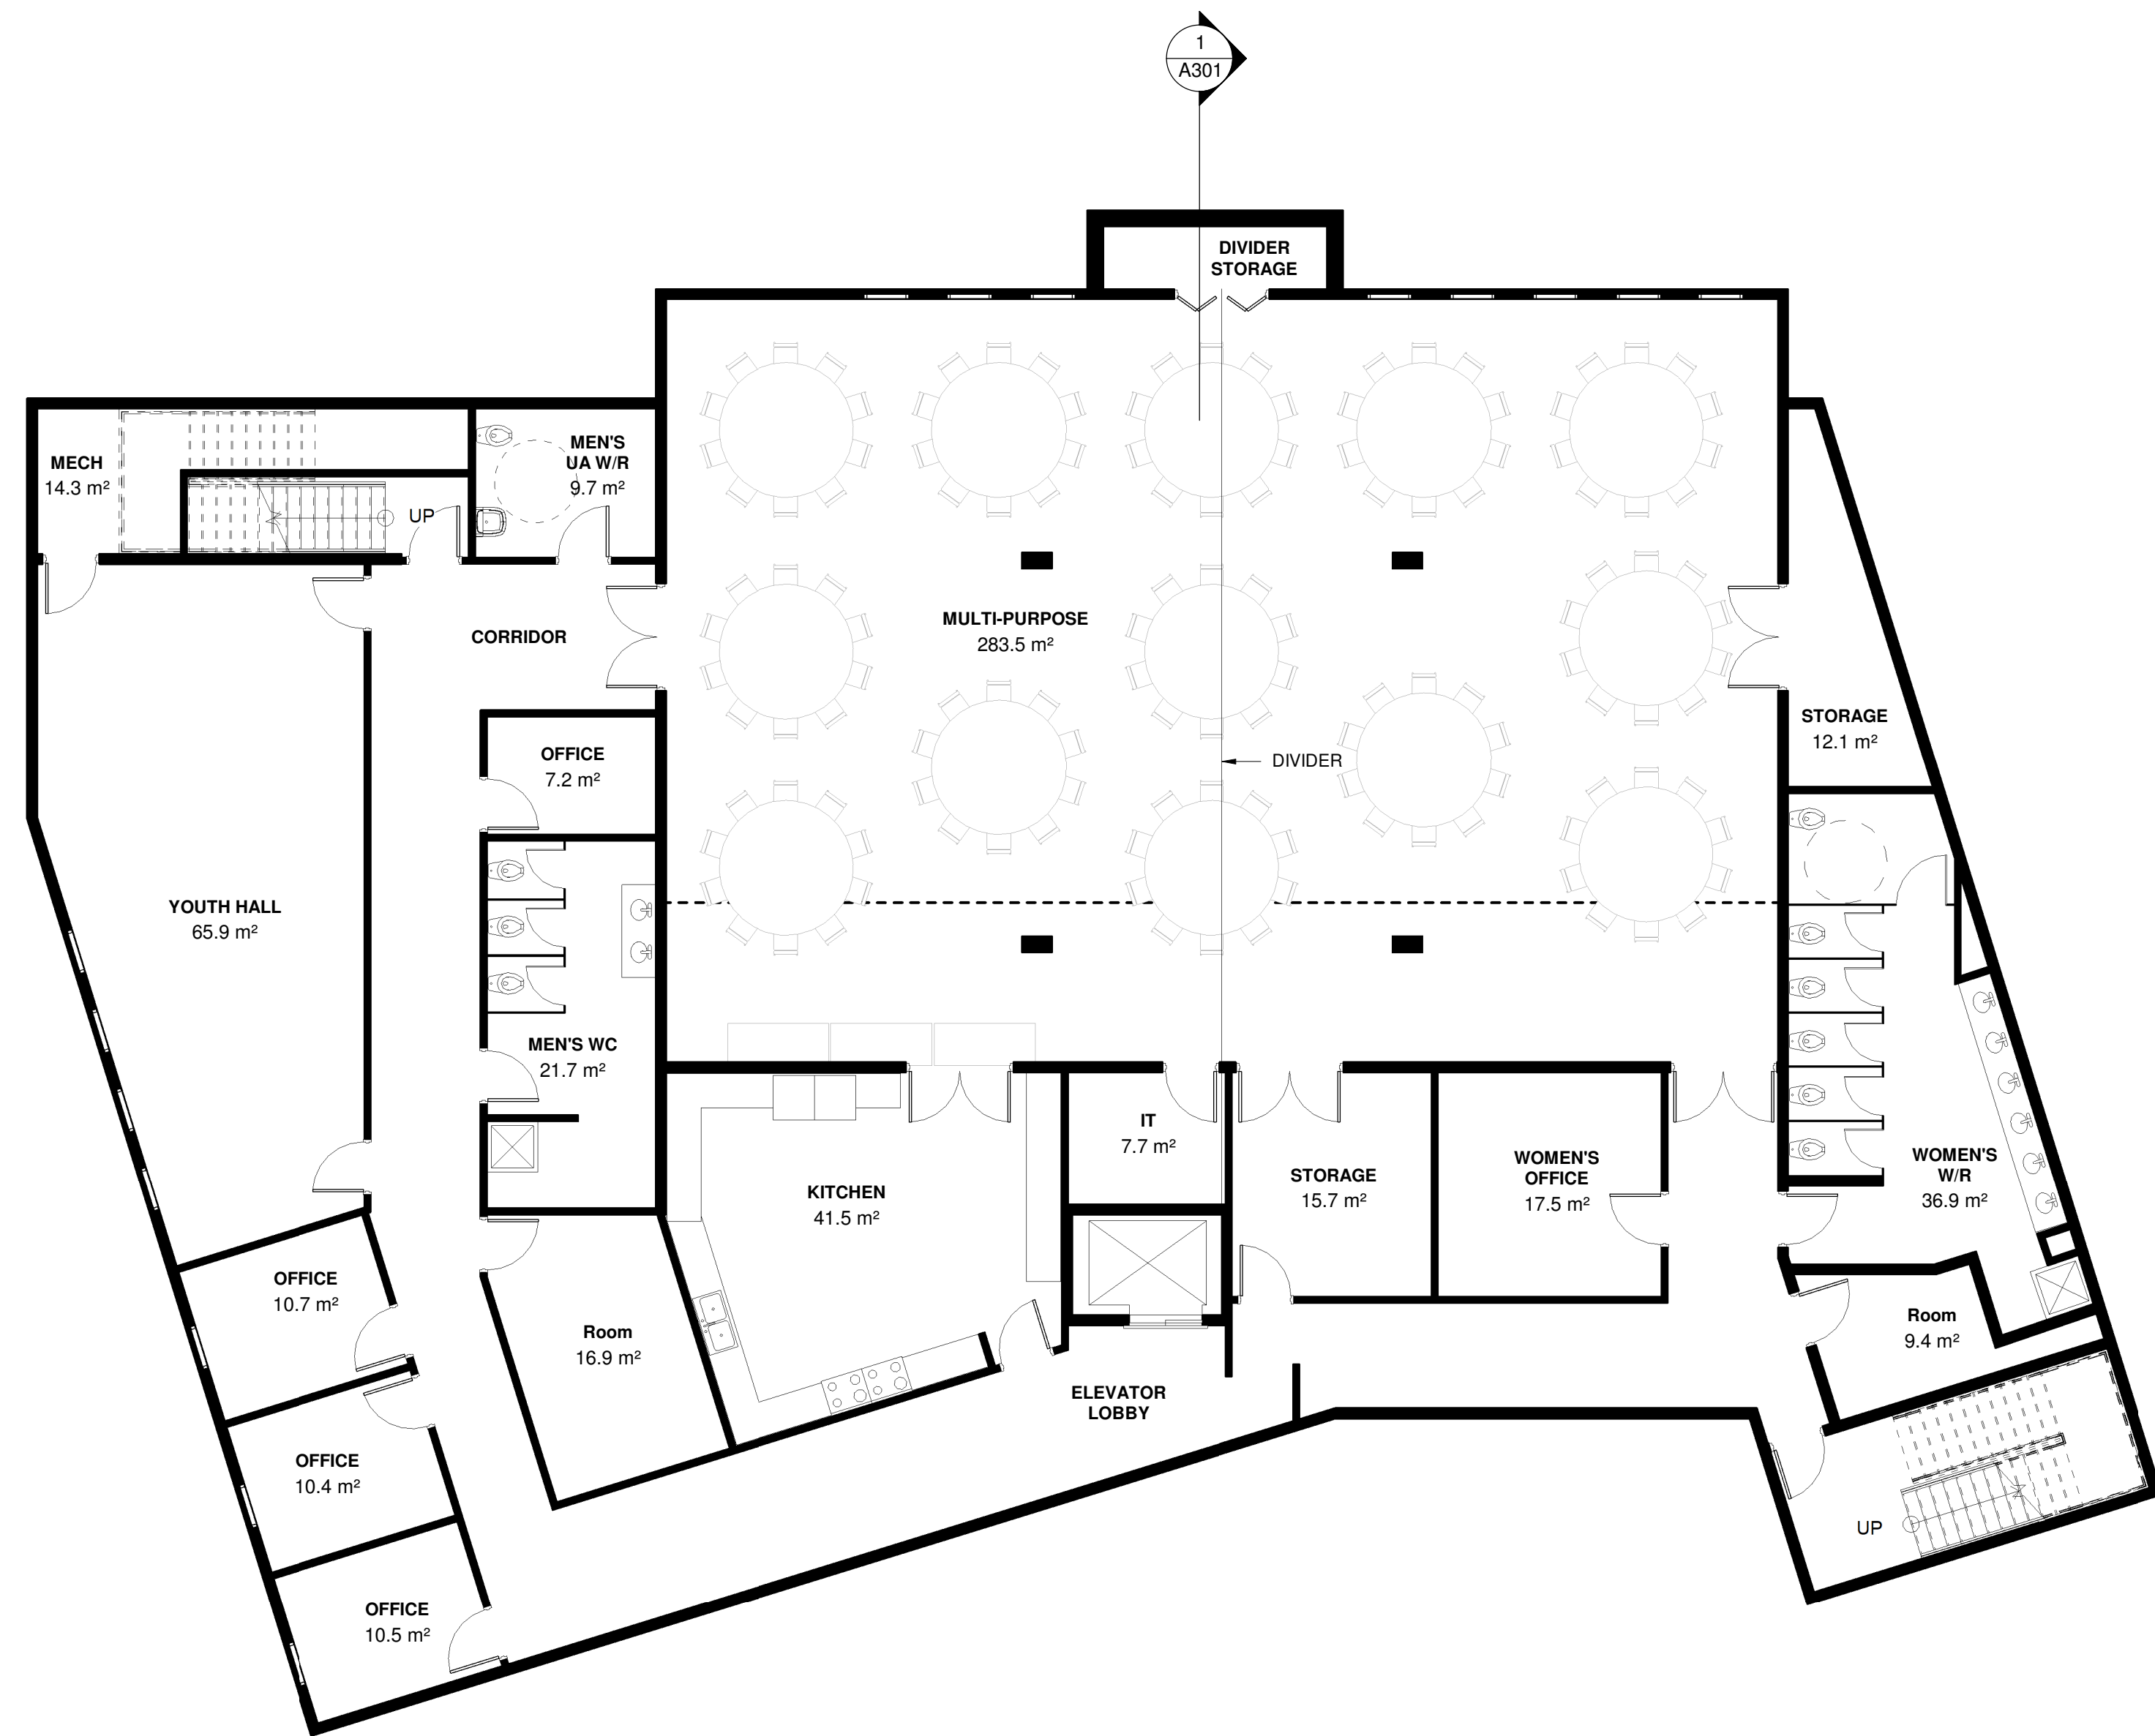 1
A301
DIVIDER
STORAGE
MECH
14.3 m²
MEN'S
UA W/R
9.7 m²
UP
CORRIDOR
MULTI-PURPOSE
283.5 m²
STORAGE
12.1 m²
OFFICE
7.2 m²
DIVIDER
YOUTH HALL
65.9 m²
MEN'S WC
21.7 m²
IT
7.7 m²
KITCHEN
41.5 m²
STORAGE
15.7 m²
WOMEN'S
OFFICE
17.5 m²
WOMEN'S
W/R
36.9 m²
OFFICE
10.7 m²
Room
16.9 m²
Room
9.4 m²
ELEVATOR
LOBBY
OFFICE
10.4 m²
UP
OFFICE
10.5 m²